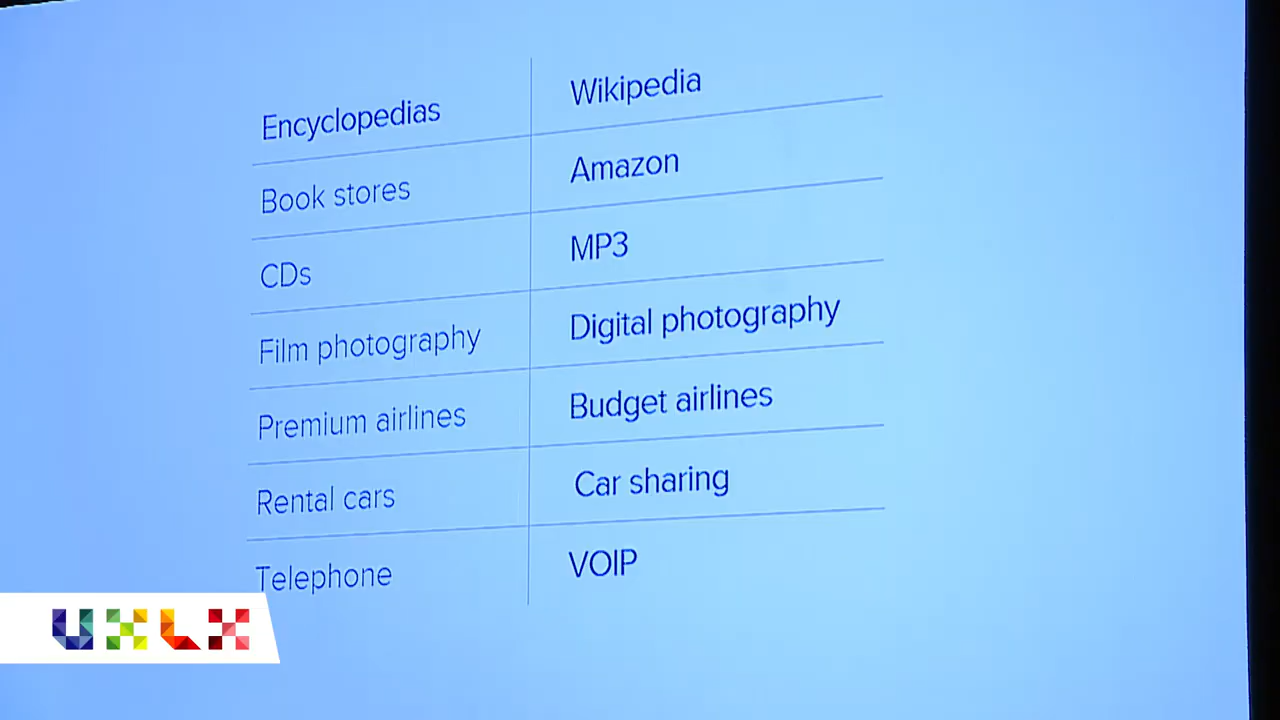 Encyclopedias Wikipedia
Book stores Amazon
CDs MP3
Film photography Digital photography
Premium airlines Budget airlines
Rental cars Car sharing
Telephone VOIP
UXLX